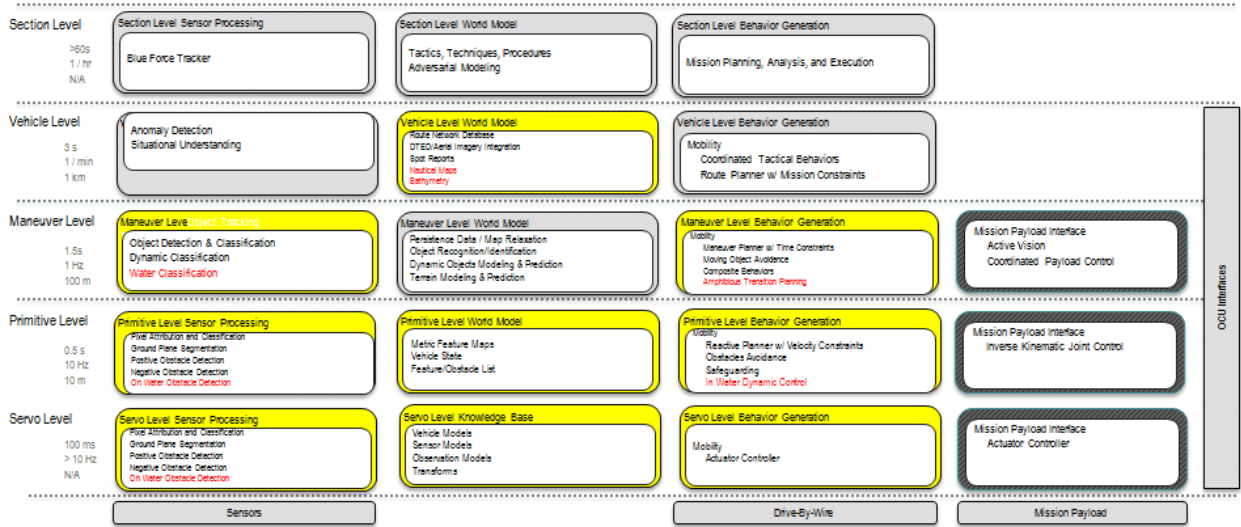 Section Level
>60s
1 / hr
N/A
Section Level Sensor Processing
Blue Force Tracker
Section Level World Model
Tactics, Techniques, Procedures
Adversarial Modeling
Section Level Behavior Generation
Mission Planning, Analysis, and Execution
Vehicle Level
3 s
1 / min
1 km
Anomaly Detection
Situational Understanding
Vehicle Level World Model
Route Network Database
DTED/Aerial Imagery Integration
Spot Reports
Nautical Maps
Bathymetry
Vehicle Level Behavior Generation
Mobility
Coordinated Tactical Behaviors
Route Planner w/ Mission Constraints
Maneuver Level
1.5s
1 Hz
100 m
Maneuver Leve Object Tracking
Object Detection & Classification
Dynamic Classification
Water Classification
Maneuver Level World Model
Persistence Data / Map Relaxation
Object Recognition/Identification
Dynamic Objects Modeling & Prediction
Terrain Modeling & Prediction
Maneuver Level Behavior Generation
Mobility
Maneuver Planner w/ Time Constraints
Moving Object Avoidance
Composite Behaviors
Amphibious Transition Planning
Mission Payload Interface
Active Vision
Coordinated Payload Control
Primitive Level
0.5 s
10 Hz
10 m
Primitive Level Sensor Processing
Pixel Attribution and Classification
Ground Plane Segmentation
Positive Obstacle Detection
Negative Obstacle Detection
On Water Obstacle Detection
Primitive Level World Model
Metric Feature Maps
Vehicle State
Feature/Obstacle List
Primitive Level Behavior Generation
Mobility
Reactive Planner w/ Velocity Constraints
Obstacles Avoidance
Safeguarding
In Water Dynamic Control
Mission Payload Interface
Inverse Kinematic Joint Control
Servo Level
100 ms
> 10 Hz
N/A
Servo Level Sensor Processing
Pixel Attribution and Classification
Ground Plane Segmentation
Positive Obstacle Detection
Negative Obstacle Detection
On Water Obstacle Detection
Servo Level Knowledge Base
Vehicle Models
Sensor Models
Observation Models
Transforms
Servo Level Behavior Generation
Mobility
Actuator Controller
Mission Payload Interface
Actuator Controller
OCU Interfaces
Sensors
Drive-By-Wire
Mission Payload